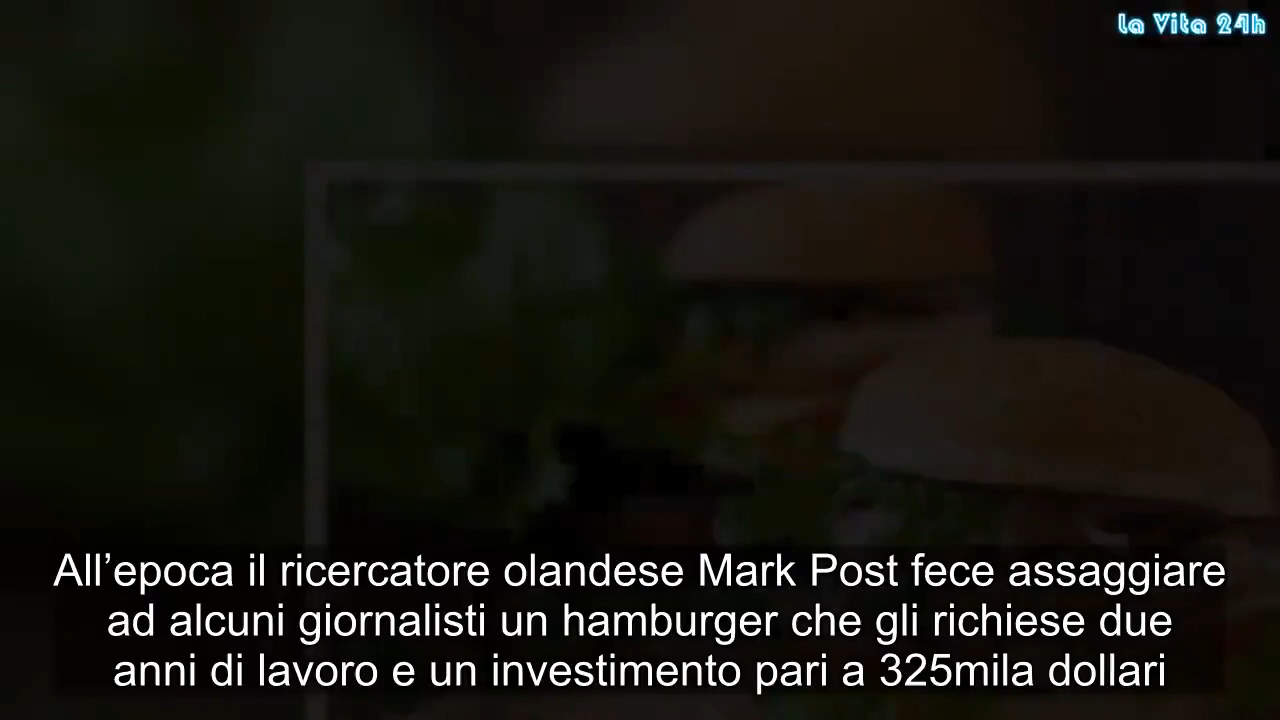 La Vita 24h
All’epoca il ricercatore olandese Mark Post fece assaggiare
ad alcuni giornalisti un hamburger che gli richiese due
anni di lavoro e un investimento pari a 325mila dollari